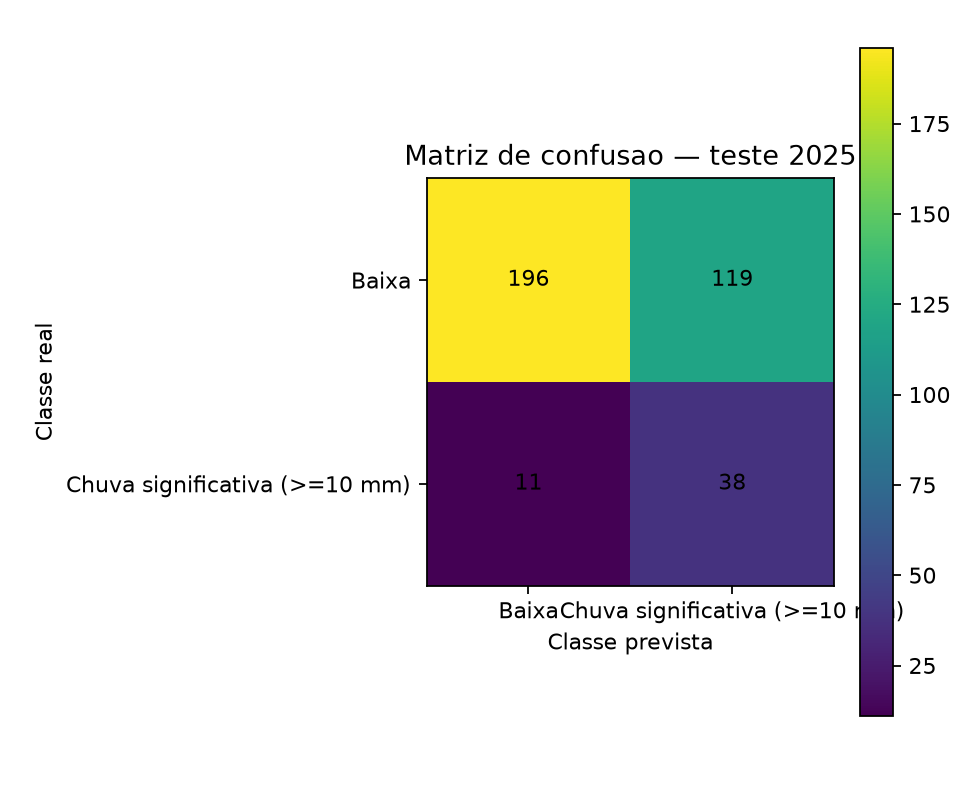 Matriz de confusao — teste 2025
Classe real
Baixa
196
119
Chuva significativa (>=10 mm)
11
38
Baixa
Chuva significativa (>=10 mm)
Classe prevista
175
150
125
100
75
50
25